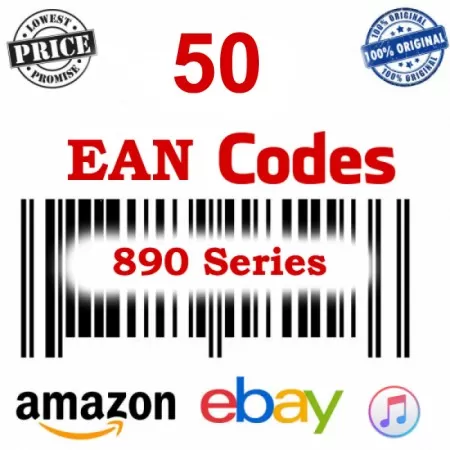 LOWEST
PRICE
PROMISE
50
100% ORIGINAL
100% ORIGINAL
100% ORIGINAL
EAN Codes
890 Series
amazon
ebay